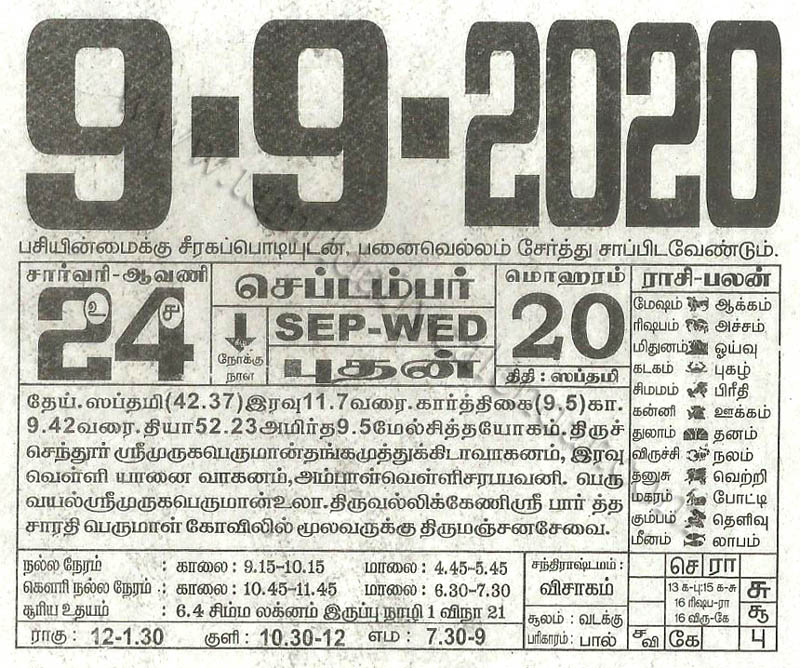 9-9-2020
பசியின்மைக்கு சீரகப்பொடியுடன், பனைவெல்லம் சேர்த்து சாப்பிடவேண்டும்.
சார்வரி-ஆவணி
24
உ ச
செப்டம்பர்
SEP-WED
புதன்
நோக்கு
நாள்
மொஹரம்
20
திதி : ஸப்தமி
ராசி-பலன்
மேஷம் ஆக்கம்
ரிஷபம் அச்சம்
மிதுனம் ஓய்வு
கடகம் புகழ்
சிம்மம் பிரீதி
கன்னி ஊக்கம்
துலாம் தனம்
விருச்சி நலம்
தனுசு வெற்றி
மகரம் போட்டி
கும்பம் தெளிவு
மீனம் லாபம்
தேய். ஸப்தமி(42.37)இரவு11.7வரை. கார்த்திகை(9.5)கா.
9.42வரை. தியா52.23அமிர்த9.5மேல்சித்தயோகம். திருச்
செந்தூர் ஸ்ரீமுருகபெருமான்தங்கமுத்துக்கிடாவாகனம், இரவு
வெள்ளி யானை வாகனம்,அம்பாள்வெள்ளிசரபபவனி. பெரு
வயல்ஸ்ரீமுருகபெருமான்உலா. திருவல்லிக்கேணிஸ்ரீ பார் த்த
சாரதி பெருமாள் கோவிலில் மூலவருக்கு திருமஞ்சனசேவை.
நல்ல நேரம் : காலை : 9.15-10.15 மாலை : 4.45-5.45
கௌரி நல்ல நேரம் : காலை : 10.45-11.45 மாலை : 6.30-7.30
சூரிய உதயம் : 6.4 சிம்ம லக்னம் இருப்பு நாழி 1 விநா 21
ராகு : 12-1.30 குளி : 10.30-12 எம : 7.30-9
சந்திராஷ்டமம் :
விசாகம்
சூலம் : வடக்கு
பரிகாரம் : பால்
செ ரா
13 க-பு:15 க-சு
16 ரிஷப-ரா
16 விரு-கே
சு
சூ
ச வி கே பு